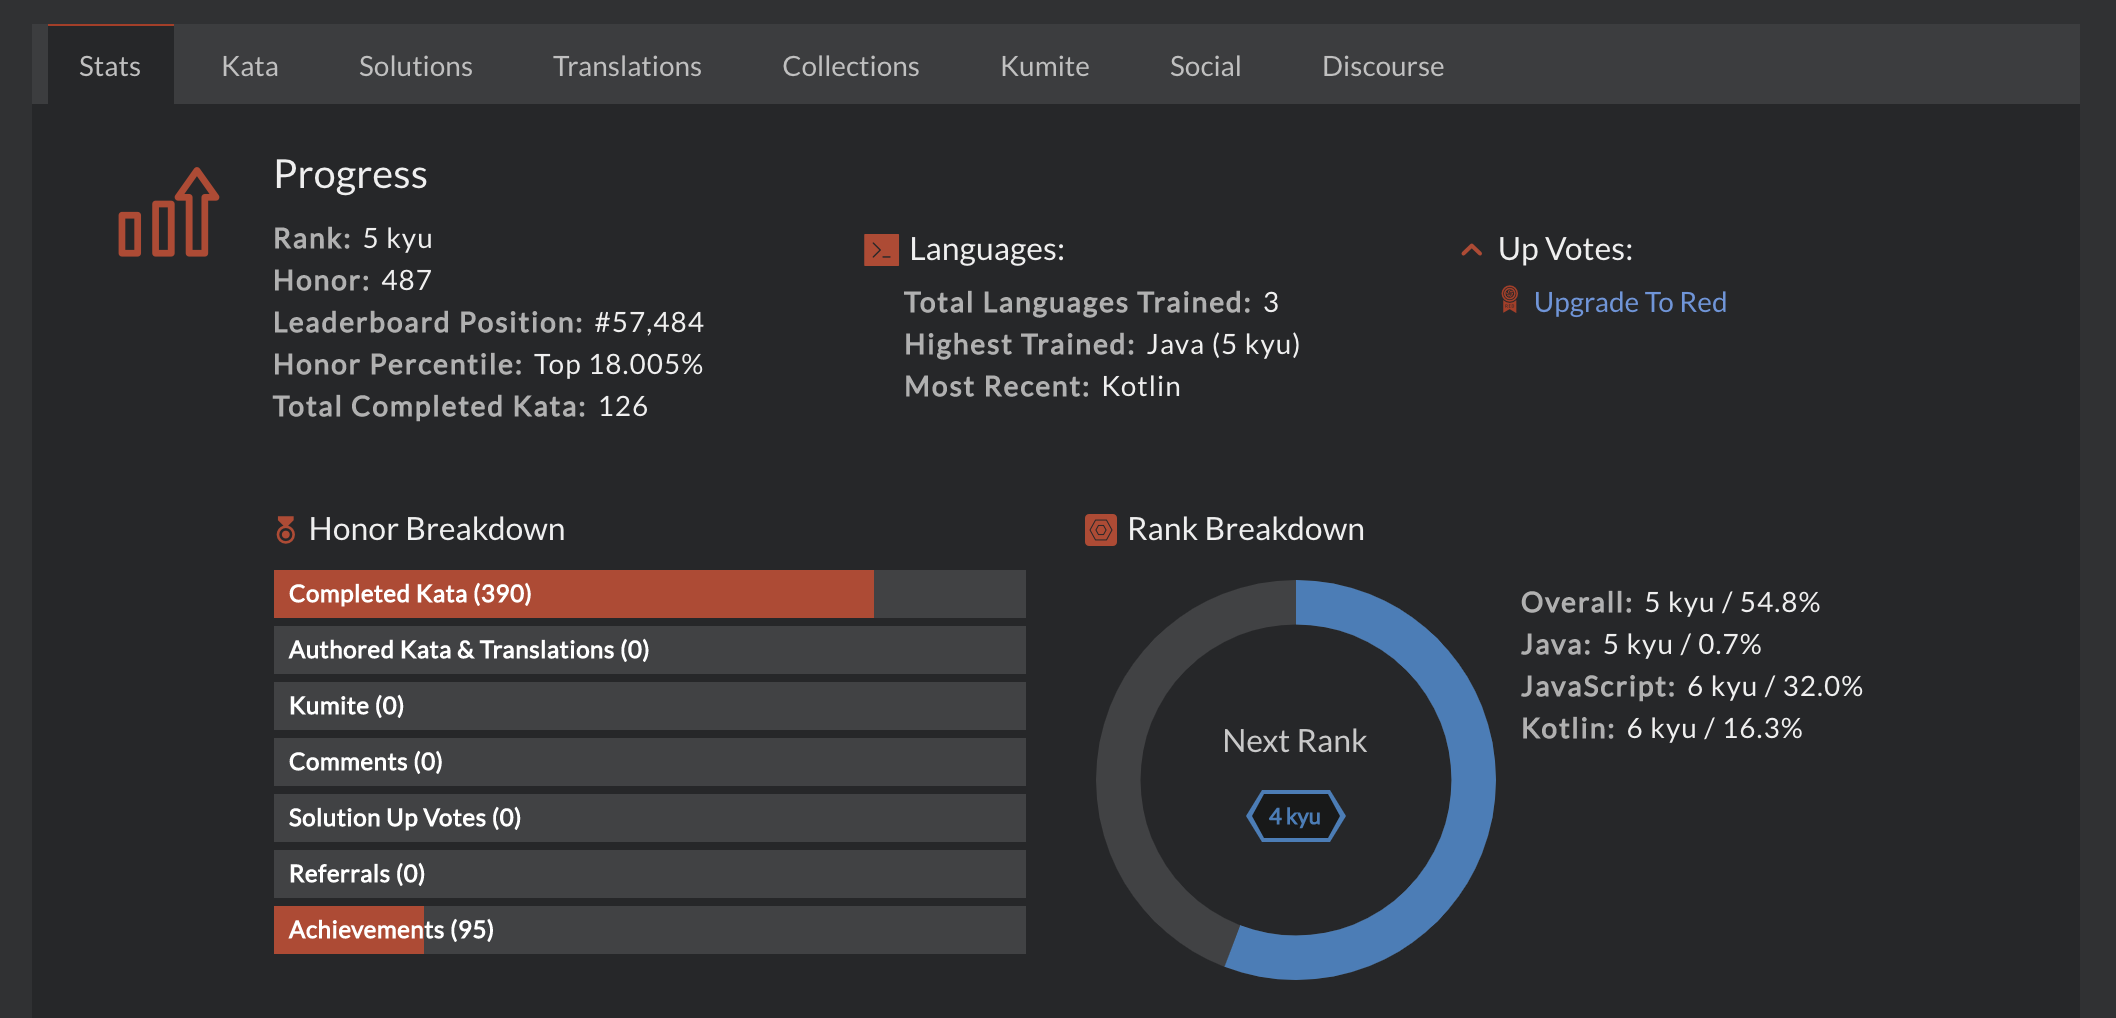 Stats Kata Solutions Translations Collections Kumite Social Discourse
Progress
Rank: 5 kyu
Honor: 487
Leaderboard Position: #57,484
Honor Percentile: Top 18.005%
Total Completed Kata: 126
Languages:
Total Languages Trained: 3
Highest Trained: Java (5 kyu)
Most Recent: Kotlin
Up Votes:
Upgrade To Red
Honor Breakdown
Completed Kata (390)
Authored Kata & Translations (0)
Kumite (0)
Comments (0)
Solution Up Votes (0)
Referrals (0)
Achievements (95)
Rank Breakdown
Next Rank
4 kyu
Overall: 5 kyu / 54.8%
Java: 5 kyu / 0.7%
JavaScript: 6 kyu / 32.0%
Kotlin: 6 kyu / 16.3%